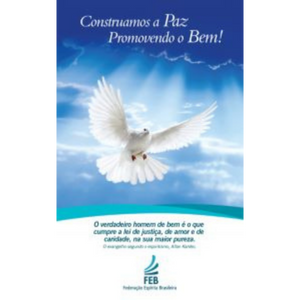 Construamos a Paz
Promovendo o Bem!
O verdadeiro homem de bem é o que
cumpre a lei de justiça, de amor e de
caridade, na sua maior pureza.
O evangelho segundo o espiritismo, Allan Kardec.
FEB
Federação Espírita Brasileira